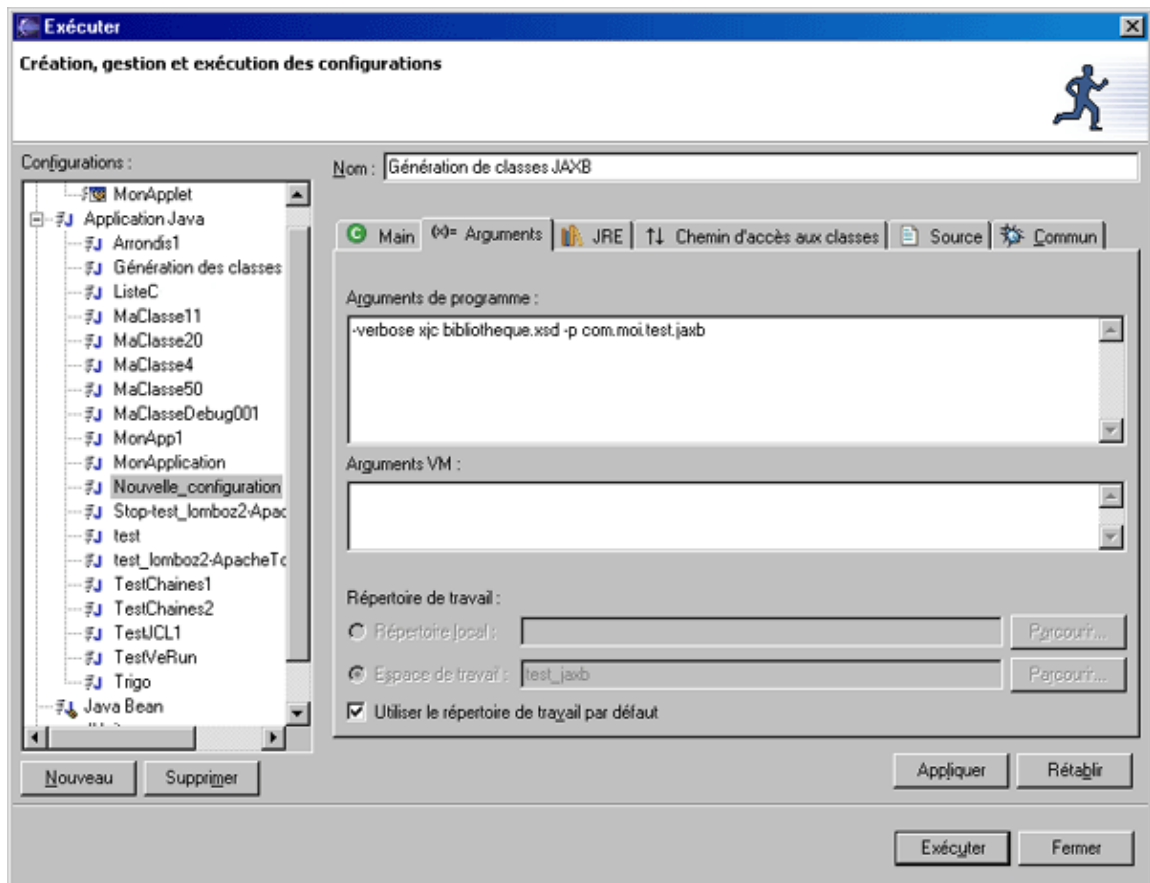 Exécuter
Création, gestion et exécution des configurations
Configurations :
MonApplet
Application Java
Arrondis1
Génération des classes
ListeC
MaClasse11
MaClasse20
MaClasse4
MaClasse50
MaClasseDebug001
MonApp1
MonApplication
Nouvelle_configuration
Stop-test_lomboz2-Apac
test
test_lomboz2-ApacheTc
TestChaines1
TestChaines2
TestJCL1
TestVeRun
Trigo
Java Bean
Nouveau Supprimer
Nom : Génération de classes JAXB
Main (x)= Arguments JRE Chemin d'accès aux classes Source Commun
Arguments de programme :
-verbose xjc bibliotheque.xsd -p com.moi.test.jaxb
Arguments VM :
Répertoire de travail :
Répertoire local : Parcourir...
Espace de travail : test_jaxb Parcourir...
Utiliser le répertoire de travail par défaut
Appliquer Rétablir
Exécuter Fermer